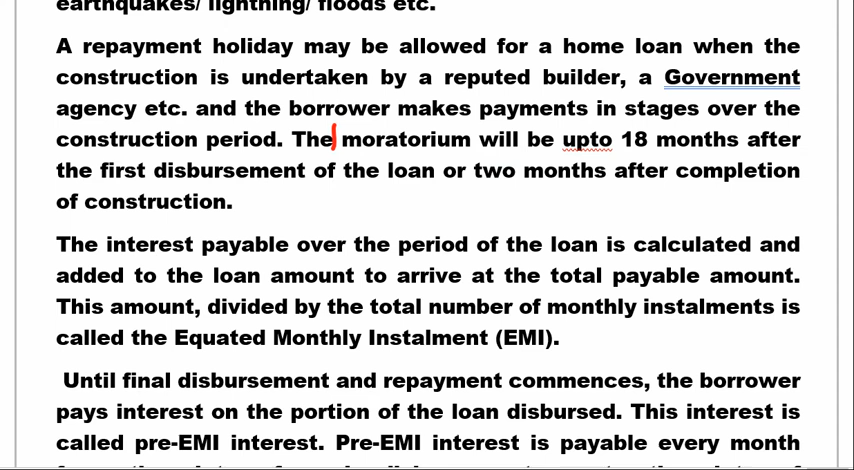 earthquakes/ lightning/ floods etc.
A repayment holiday may be allowed for a home loan when the
construction is undertaken by a reputed builder, a Government
agency etc. and the borrower makes payments in stages over the
construction period. The moratorium will be upto 18 months after
the first disbursement of the loan or two months after completion
of construction.
The interest payable over the period of the loan is calculated and
added to the loan amount to arrive at the total payable amount.
This amount, divided by the total number of monthly instalments is
called the Equated Monthly Instalment (EMI).
Until final disbursement and repayment commences, the borrower
pays interest on the portion of the loan disbursed. This interest is
called pre-EMI interest. Pre-EMI interest is payable every month